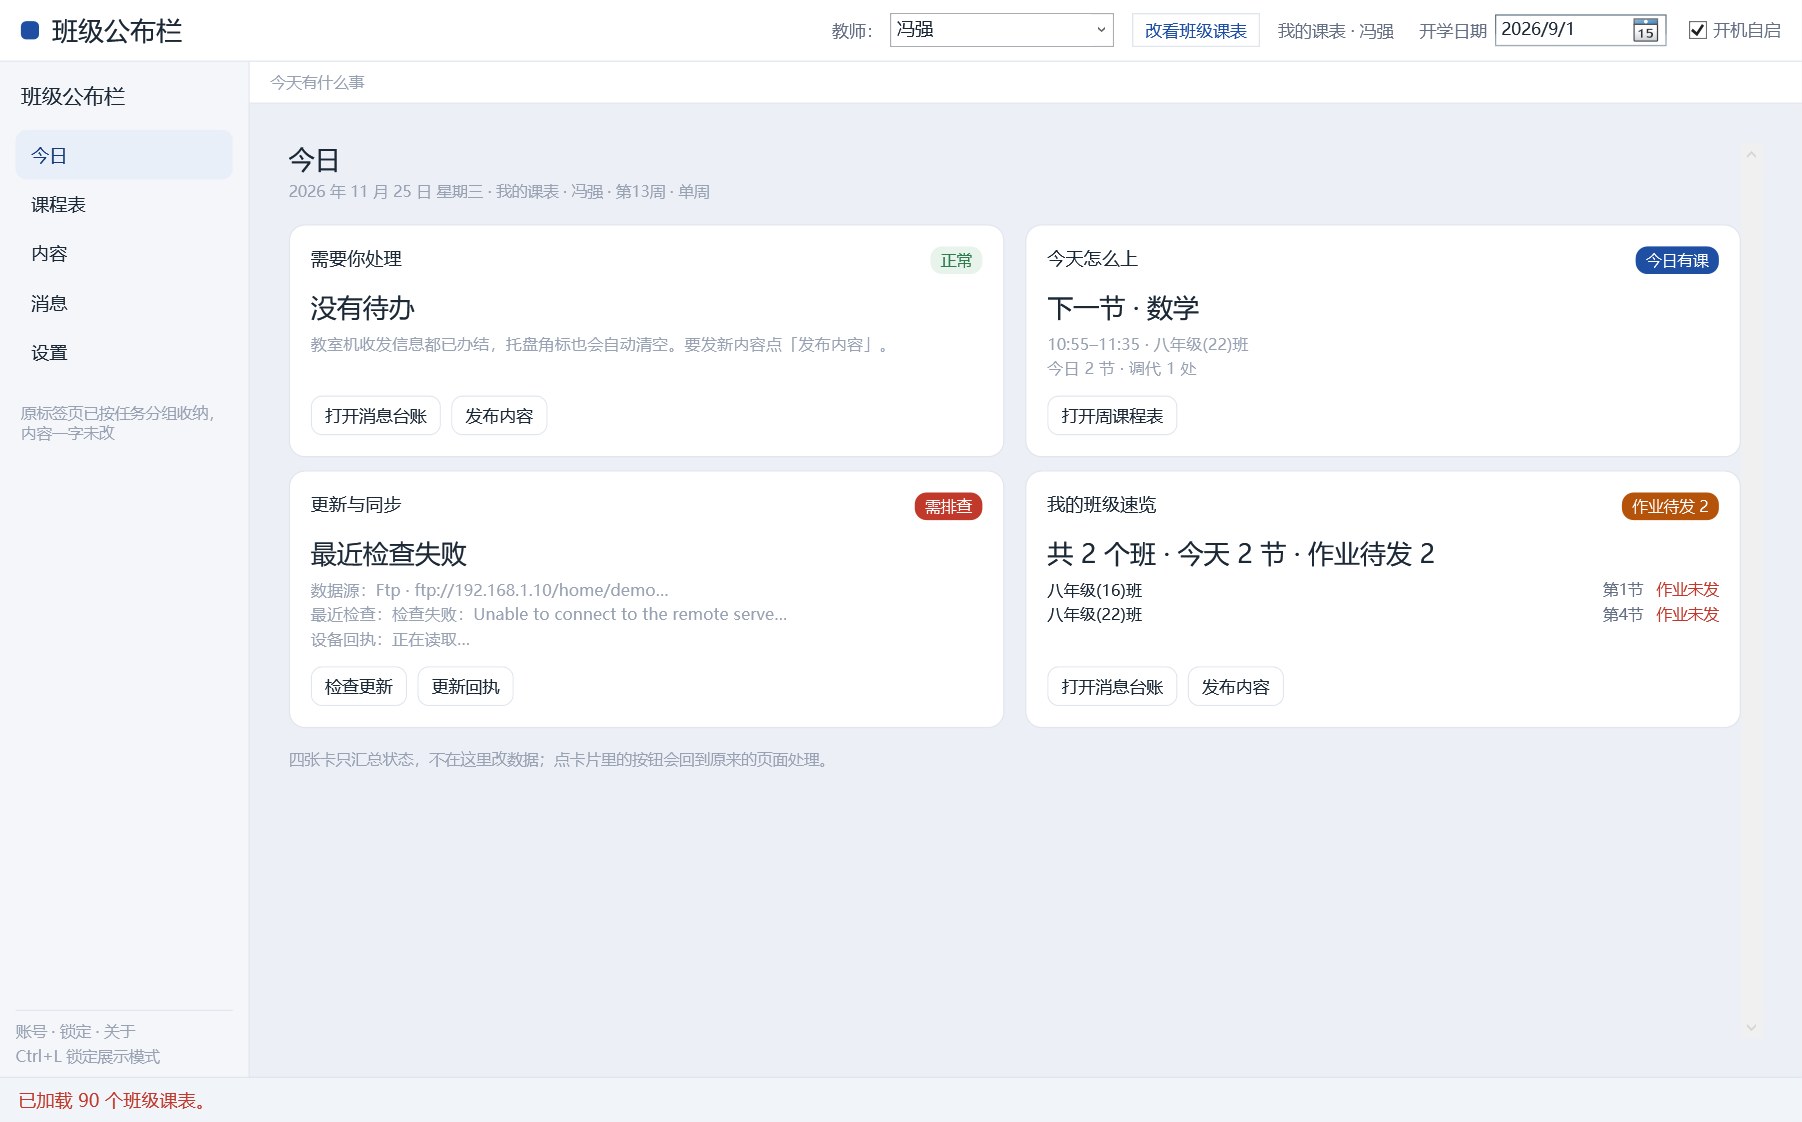 班级公布栏
教师：
冯强
改看班级课表
我的课表 · 冯强
开学日期
2026/9/1
15
开机自启
班级公布栏
今日
课程表
内容
消息
设置
原标签页已按任务分组收纳，
内容一字未改
账号 · 锁定 · 关于
Ctrl+L 锁定展示模式
今天有什么事
今日
2026 年 11 月 25 日 星期三 · 我的课表 · 冯强 · 第13周 · 单周
需要你处理
正常
没有待办
教室机收发信息都已办结，托盘角标也会自动清空。要发新内容点「发布内容」。
打开消息台账
发布内容
今天怎么上
今日有课
下一节 · 数学
10:55–11:35 · 八年级(22)班
今日 2 节 · 调代 1 处
打开周课程表
更新与同步
需排查
最近检查失败
数据源：Ftp · ftp://192.168.1.10/home/demo...
最近检查：检查失败：Unable to connect to the remote serve...
设备回执：正在读取...
检查更新
更新回执
我的班级速览
作业待发 2
共 2 个班 · 今天 2 节 · 作业待发 2
八年级(16)班 第1节 作业未发
八年级(22)班 第4节 作业未发
打开消息台账
发布内容
四张卡只汇总状态，不在这里改数据；点卡片里的按钮会回到原来的页面处理。
已加载 90 个班级课表。